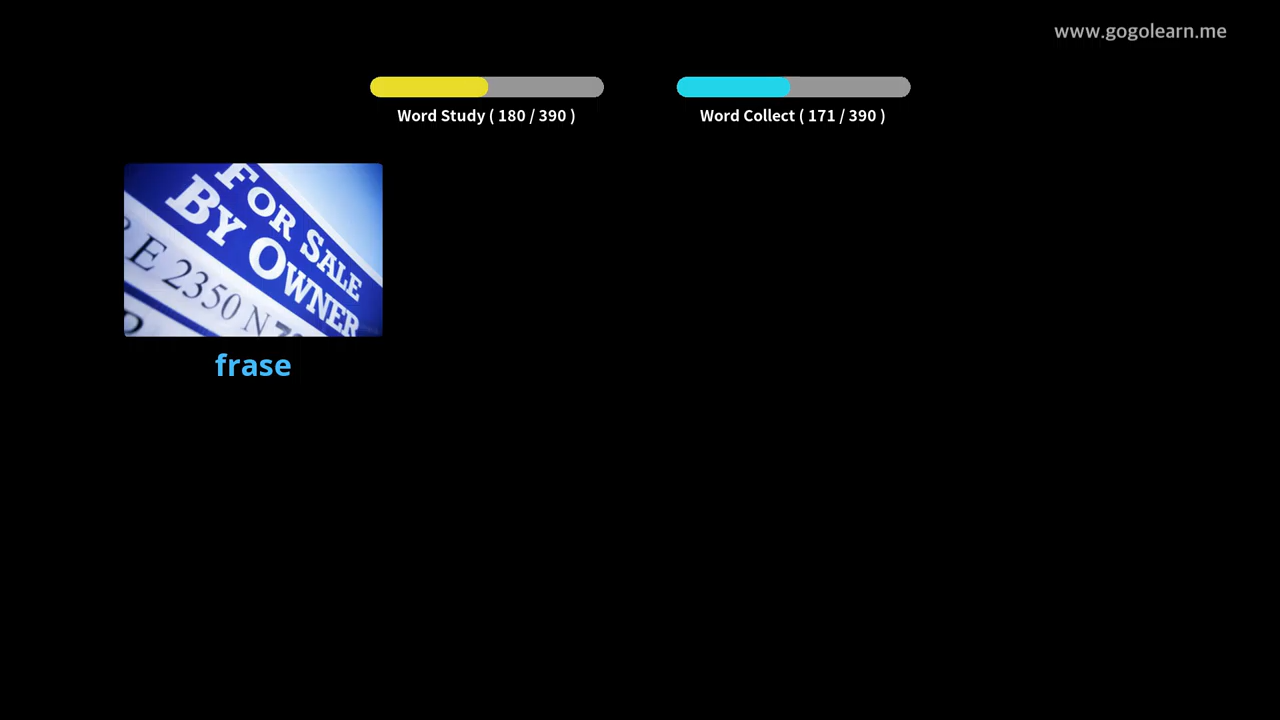 www.gogolearn.me
Word Study ( 180 / 390 )
Word Collect ( 171 / 390 )
FOR SALE
BY OWNER
E 2350 N
frase